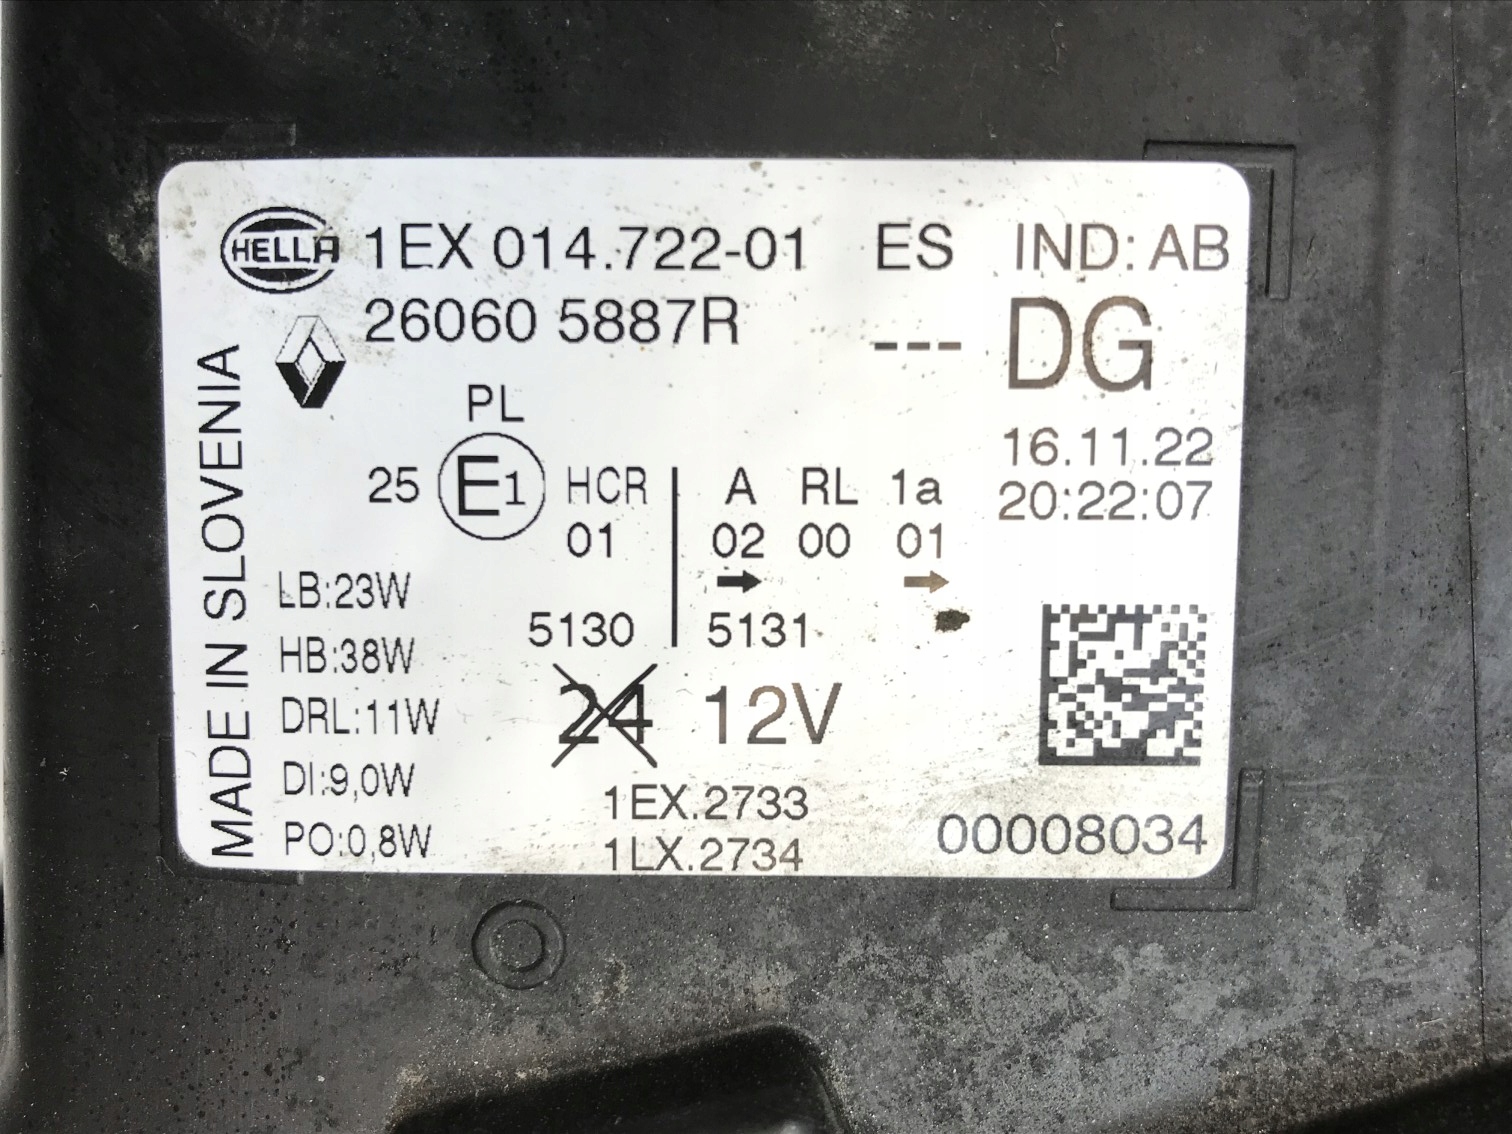 HELLA 1EX 014.722-01 ES IND: AB
26060 5887R --- DG
MADE IN SLOVENIA
PL
16.11.22
25 E1 HCR A RL 1a 20:22:07
01 02 00 01
LB:23W
5130 5131
HB:38W
DRL:11W 24 12V
DI:9,0W
1EX.2733
PO:0,8W 1LX.2734 00008034